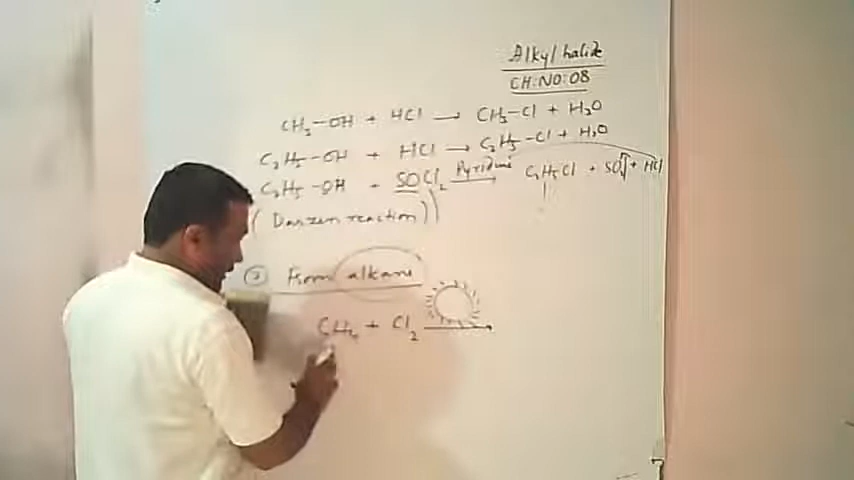 Alkyl halide
CH:NO:08
CH₃-OH + HCl → CH₃-Cl + H₂O
C₂H₅-OH + HCl → C₂H₅-Cl + H₂O
C₂H₅-OH + SOCl₂ Pyridine → C₂H₅Cl + SO₂↑ + HCl
(Darzen reaction)
② From alkane
CH₄ + Cl₂ →